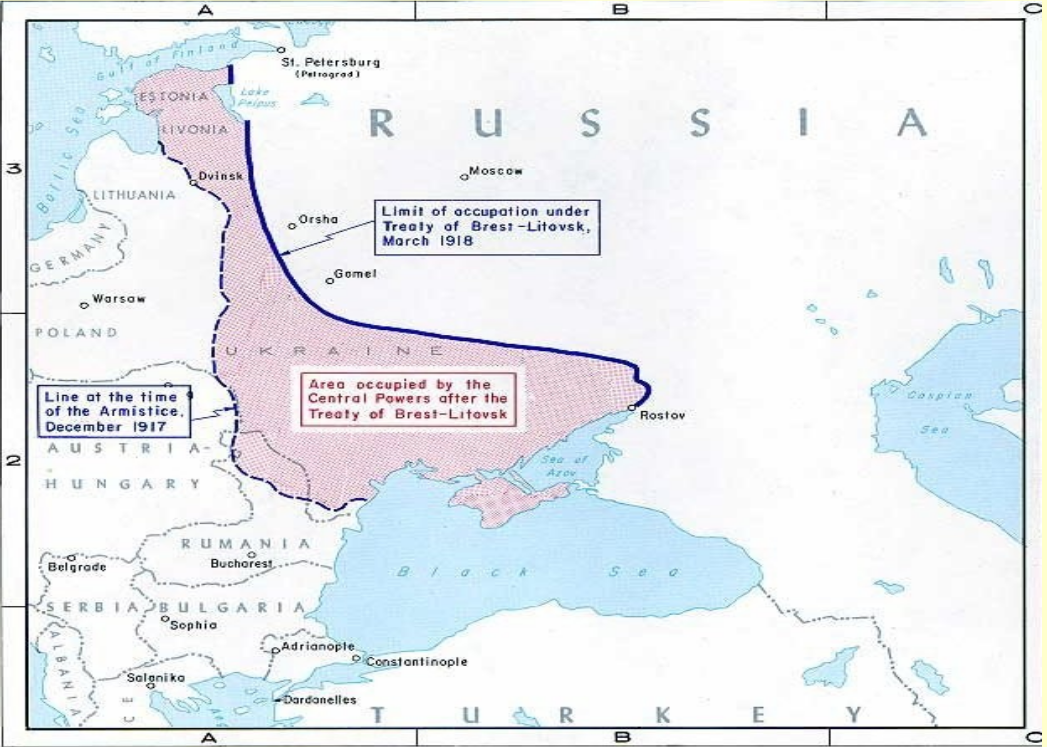 A
B
C
Gulf of Finland
St. Petersburg
(Petrograd)
ESTONIA
Lake
Peipus
LIVONIA
RUSSIA
Baltic Sea
3
Dvinsk
Moscow
LITHUANIA
Orsha
Limit of occupation under
Treaty of Brest-Litovsk,
March 1918
GERMANY
Gomel
Warsaw
POLAND
UKRAINE
Line at the time
of the Armistice,
December 1917
Area occupied by the
Central Powers after the
Treaty of Brest-Litovsk
Rostov
Caspian
Sea
AUSTRIA-
HUNGARY
2
Sea of
Azov
RUMANIA
Bucharest
Belgrade
Black Sea
SERBIA
BULGARIA
Sophia
ALBANIA
Adrianople
Constantinople
Salonika
Dardanelles
CE
TURKEY
A
B
C